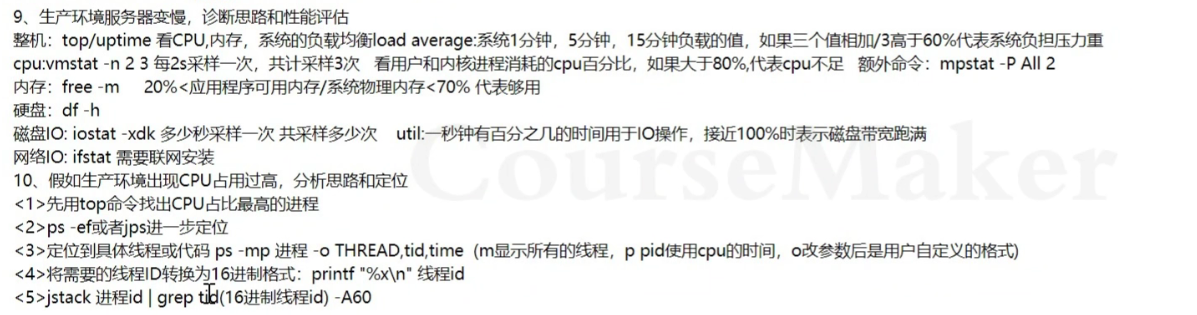 9、生产环境服务器变慢，诊断思路和性能评估
整机：top/uptime 看CPU,内存，系统的负载均衡load average:系统1分钟，5分钟，15分钟负载的值，如果三个值相加/3高于60%代表系统负担压力重
cpu:vmstat -n 2 3 每2s采样一次，共计采样3次 看用户和内核进程消耗的cpu百分比，如果大于80%,代表cpu不足 额外命令：mpstat -P All 2
内存：free -m 20%<应用程序可用内存/系统物理内存<70% 代表够用
硬盘：df -h
磁盘IO: iostat -xdk 多少秒采样一次 共采样多少次 util:一秒钟有百分之几的时间用于IO操作，接近100%时表示磁盘带宽跑满
网络IO: ifstat 需要联网安装
CourseMaker
10、假如生产环境出现CPU占用过高，分析思路和定位
<1>先用top命令找出CPU占比最高的进程
<2>ps -ef或者jps进一步定位
<3>定位到具体线程或代码 ps -mp 进程 -o THREAD,tid,time（m显示所有的线程，p pid使用cpu的时间，o改参数后是用户自定义的格式)
<4>将需要的线程ID转换为16进制格式：printf "%x\n" 线程id
<5>jstack 进程id | grep tid(16进制线程id) -A60